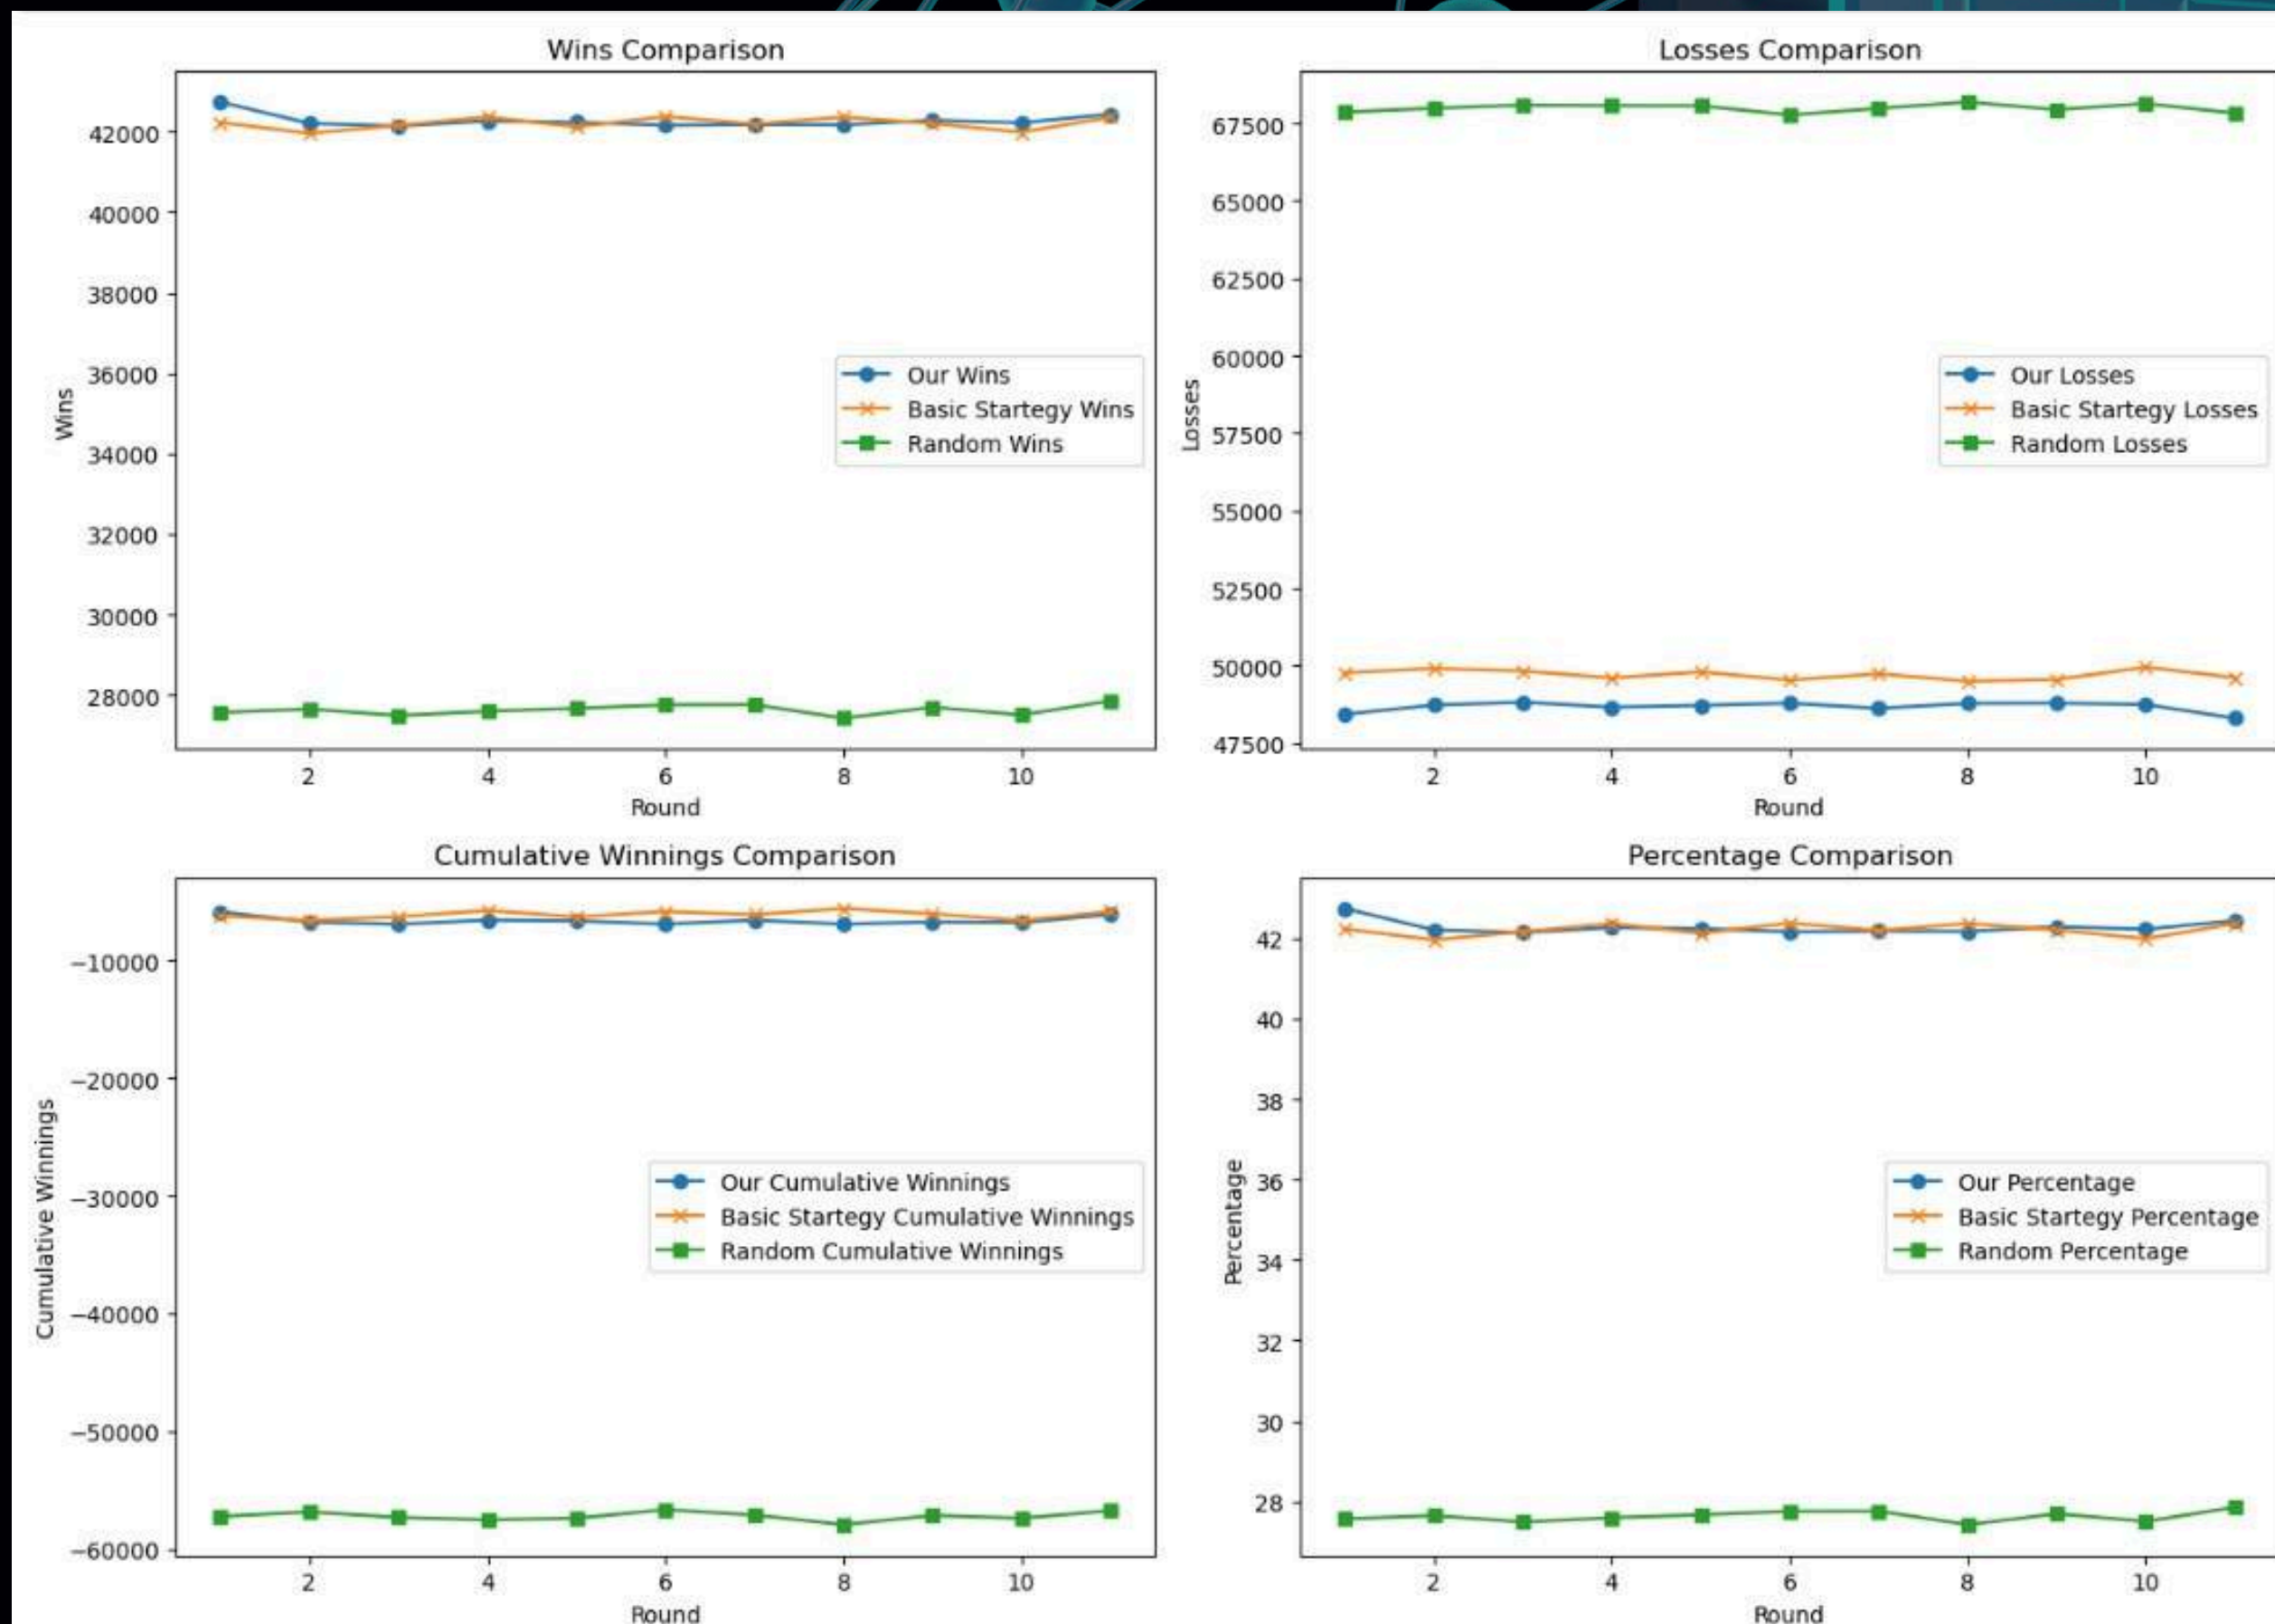 Wins Comparison
42000
40000
38000
36000
34000
32000
30000
28000
Wins
Our Wins
Basic Startegy Wins
Random Wins
2 4 6 8 10
Round
Losses Comparison
67500
65000
62500
60000
57500
55000
52500
50000
47500
Losses
Our Losses
Basic Startegy Losses
Random Losses
2 4 6 8 10
Round
Cumulative Winnings Comparison
−10000
−20000
−30000
−40000
−50000
−60000
Cumulative Winnings
Our Cumulative Winnings
Basic Startegy Cumulative Winnings
Random Cumulative Winnings
2 4 6 8 10
Round
Percentage Comparison
42
40
38
36
34
32
30
28
Percentage
Our Percentage
Basic Startegy Percentage
Random Percentage
2 4 6 8 10
Round